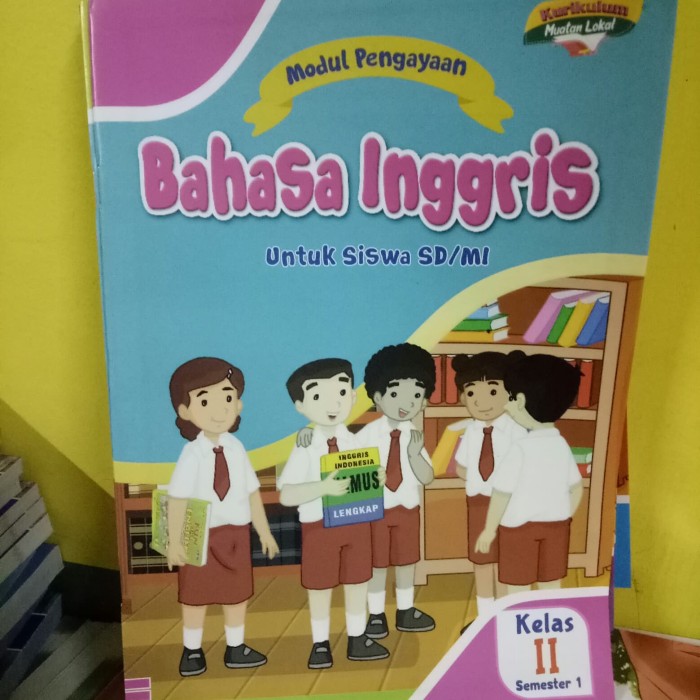 Kurikulum
Muatan Lokal
Modul Pengayaan
Bahasa Inggris
Untuk Siswa SD/MI
INGGRIS
INDONESIA
LENGKAP
Kelas
II
Semester 1